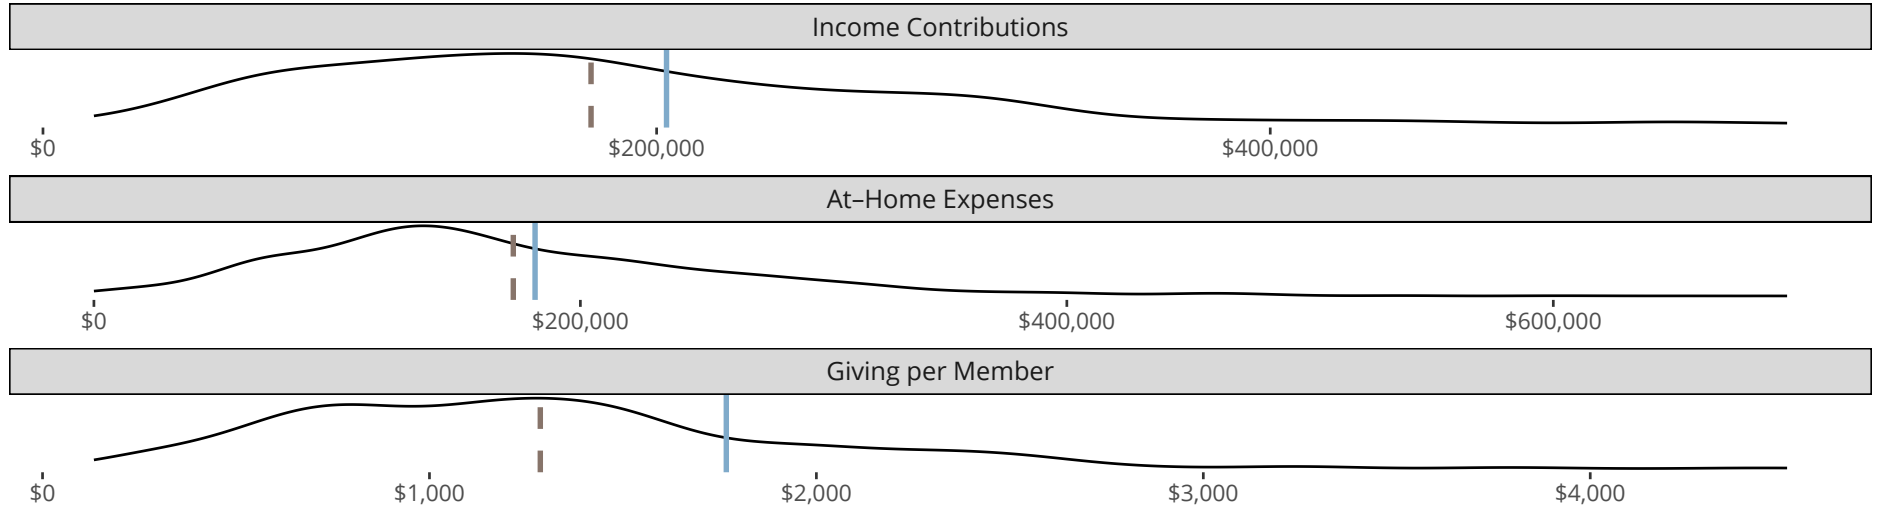 Income Contributions
$0 $200,000 $400,000
At–Home Expenses
$0 $200,000 $400,000 $600,000
Giving per Member
$0 $1,000 $2,000 $3,000 $4,000